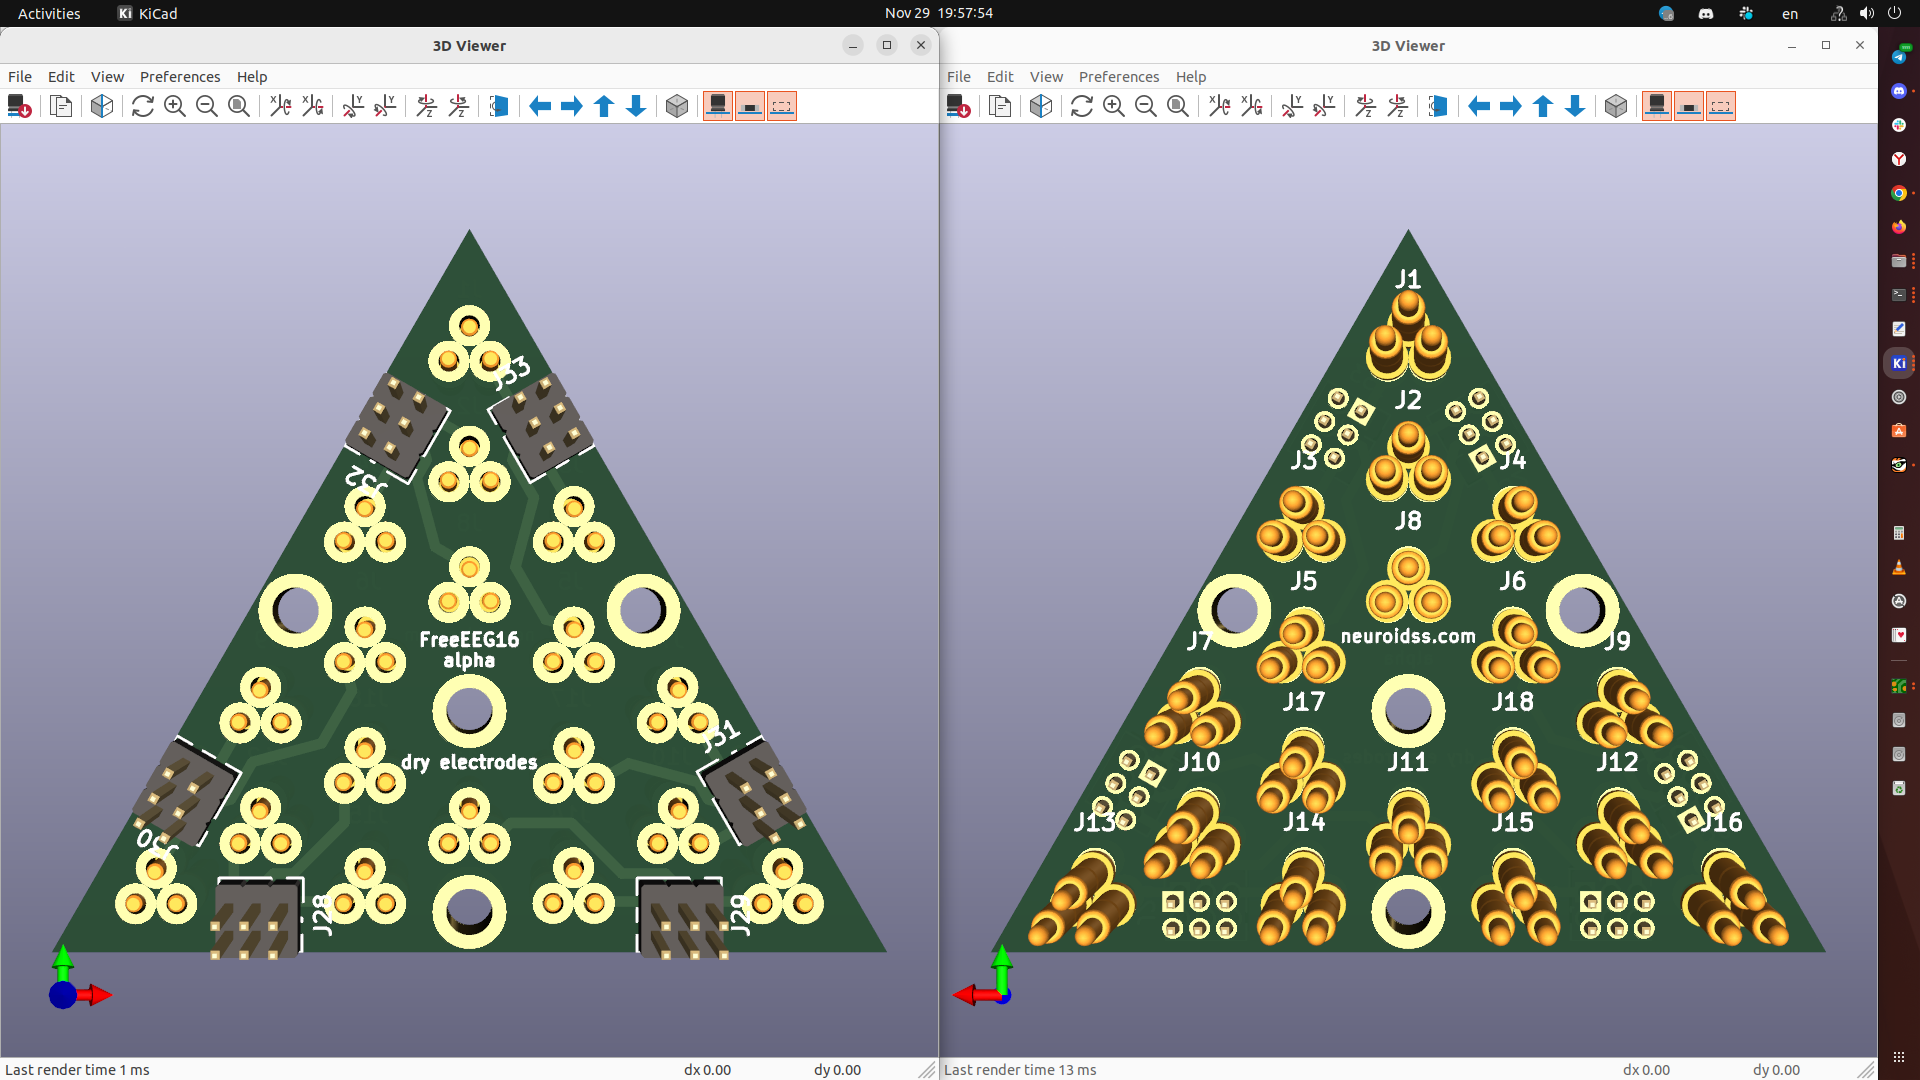 Activities
Ki KiCad
Nov 29 19:57:54
en
3D Viewer
File Edit View Preferences Help
J33
J32
FreeEEG16
alpha
J31
dry electrodes
J30
J28
J29
Last render time 1 ms
dx 0.00
dy 0.00
3D Viewer
File Edit View Preferences Help
J1
J2
J3
J4
J8
J5
J6
J7
neuroidss.com
J9
J17
J18
J10
J11
J12
J13
J14
J15
J16
Last render time 13 ms
dx 0.00
dy 0.00
Ki